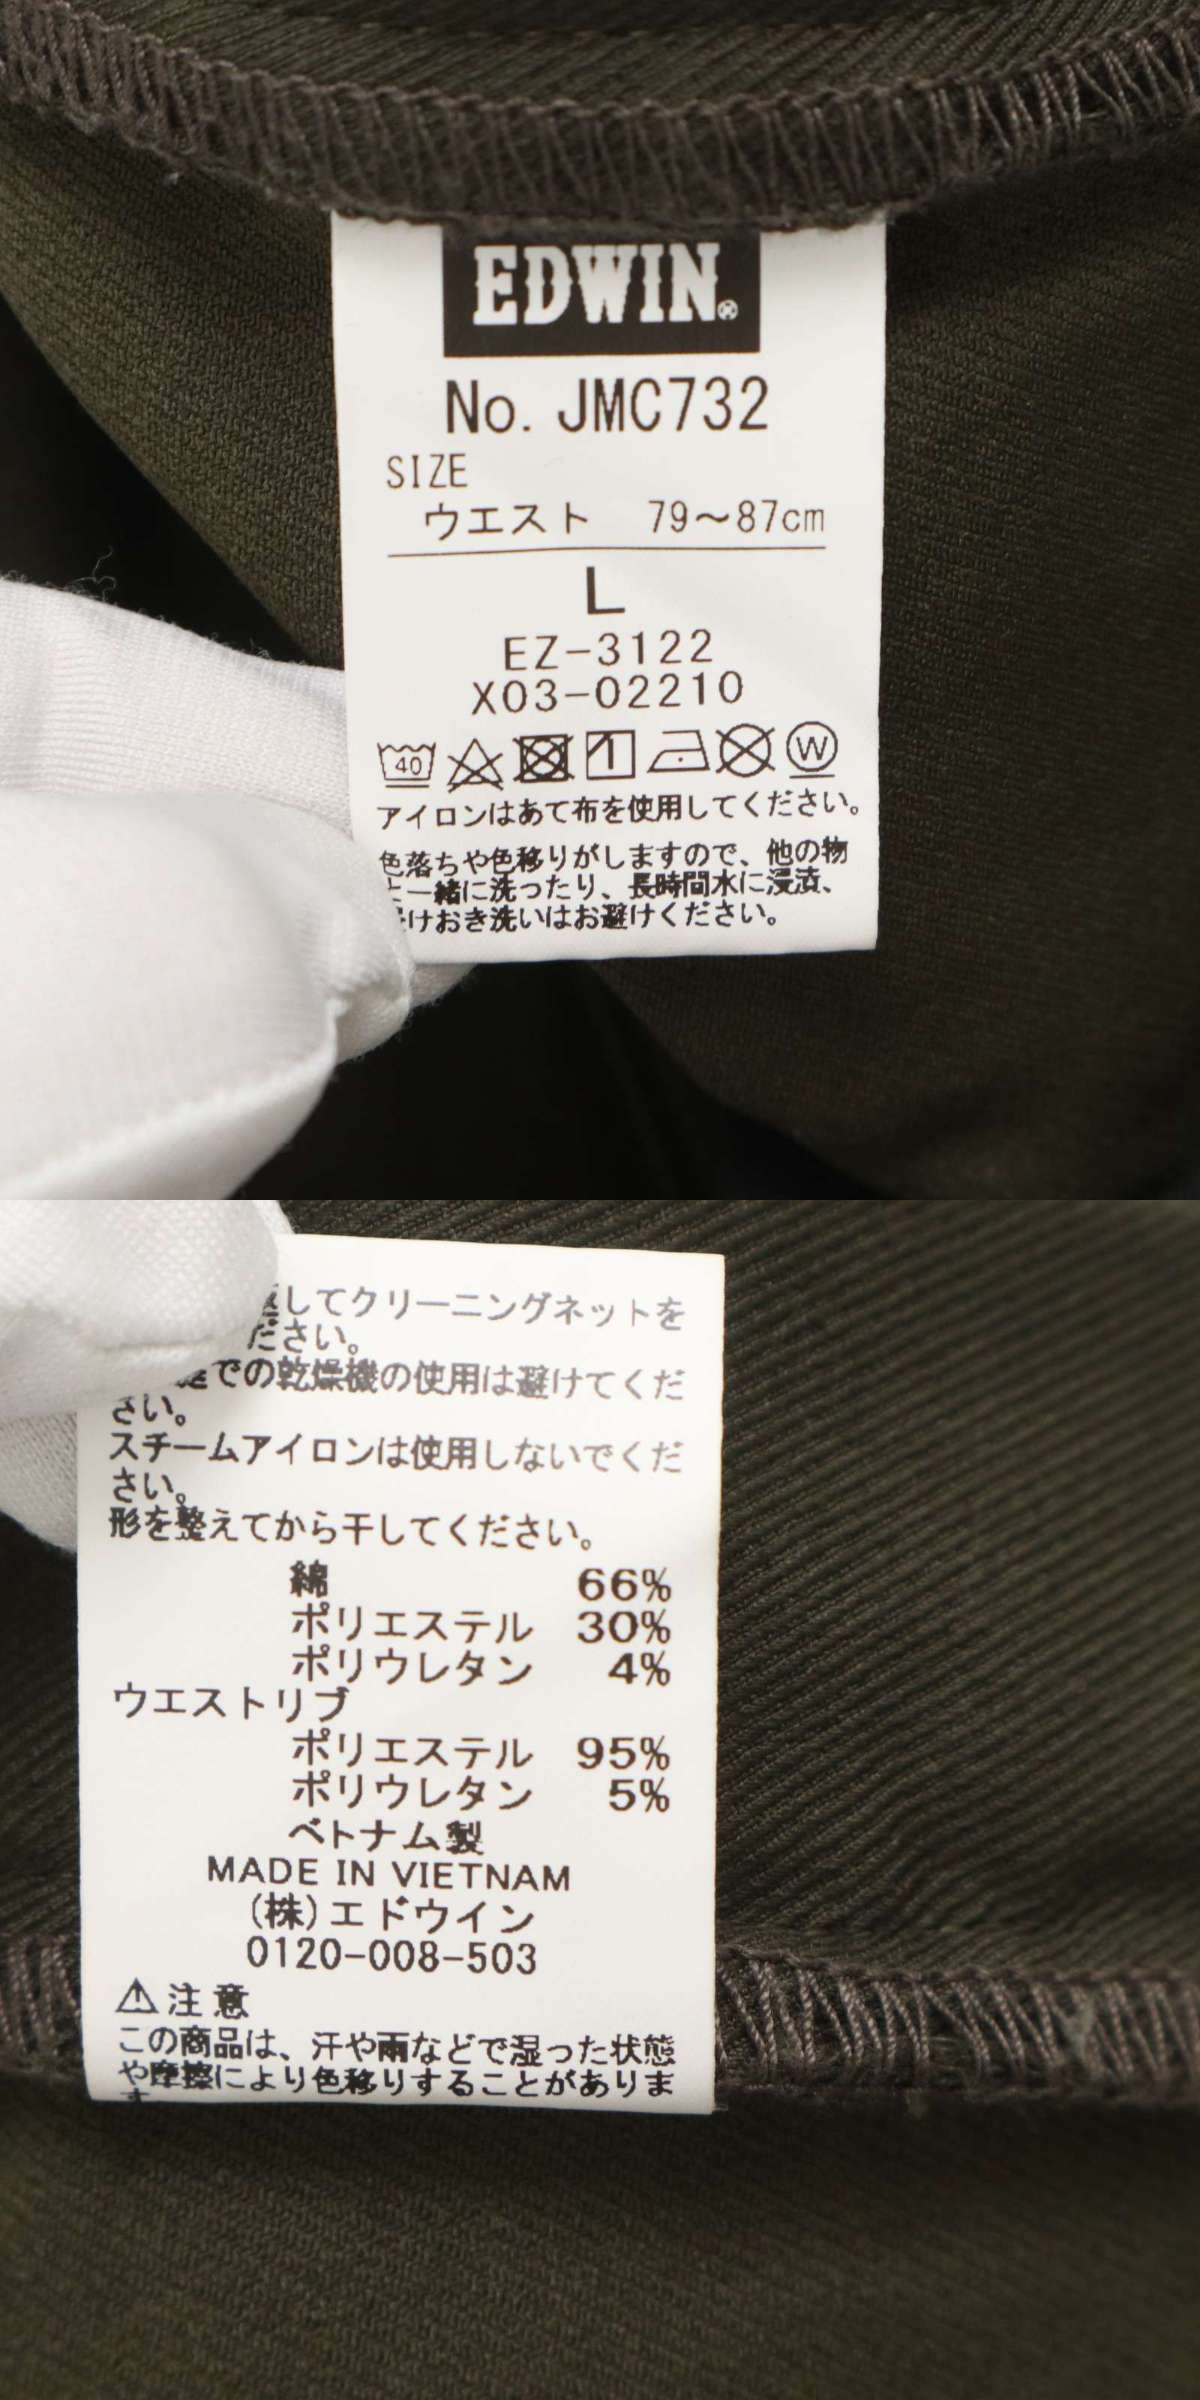 EDWIN®
No. JMC732
SIZE
ウエスト 79～87cm
L
EZ-3122
X03-02210
40 W
アイロンはあて布を使用してください。
色落ちや色移りがしますので、他の物
と一緒に洗ったり、長時間水に浸漬、
けおき洗いはお避けください。
してクリーニングネットを
ださい。
での乾燥機の使用は避けてくだ
さい。
スチームアイロンは使用しないでくだ
さい。
形を整えてから干してください。
綿 66%
ポリエステル 30%
ポリウレタン 4%
ウエストリブ
ポリエステル 95%
ポリウレタン 5%
ベトナム製
MADE IN VIETNAM
(株)エドウイン
0120-008-503
⚠注意
この商品は、汗や雨などで湿った状態
や摩擦により色移りすることがありま
す